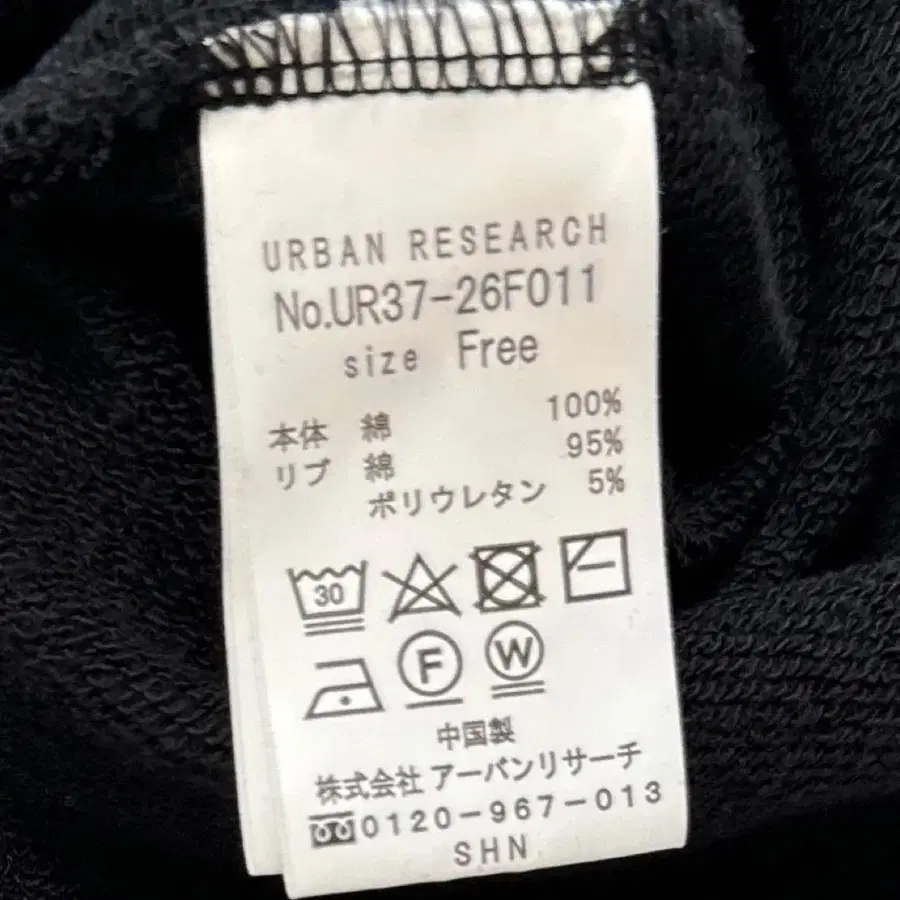 URBAN RESEARCH
No.UR37-26F011
size Free
本体 綿 100%
リブ 綿 95%
ポリウレタン 5%
30
F W
中国製
株式会社 アーバンリサーチ
0120-967-013
SHN